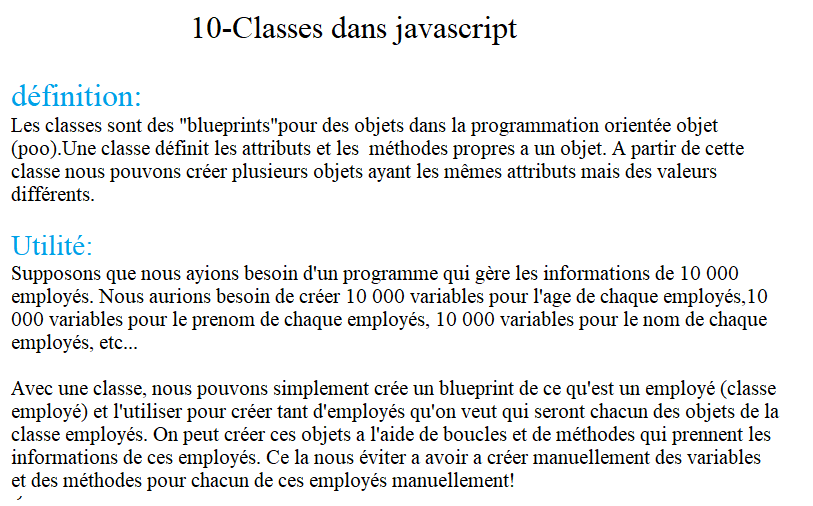 10-Classes dans javascript
définition:
Les classes sont des "blueprints"pour des objets dans la programmation orientée objet
(poo).Une classe définit les attributs et les  méthodes propres a un objet. A partir de cette
classe nous pouvons créer plusieurs objets ayant les mêmes attributs mais des valeurs
différents.
Utilité:
Supposons que nous ayions besoin d'un programme qui gère les informations de 10 000
employés. Nous aurions besoin de créer 10 000 variables pour l'age de chaque employés,10
000 variables pour le prenom de chaque employés, 10 000 variables pour le nom de chaque
employés, etc...
Avec une classe, nous pouvons simplement crée un blueprint de ce qu'est un employé (classe
employé) et l'utiliser pour créer tant d'employés qu'on veut qui seront chacun des objets de la
classe employés. On peut créer ces objets a l'aide de boucles et de méthodes qui prennent les
informations de ces employés. Ce la nous éviter a avoir a créer manuellement des variables
et des méthodes pour chacun de ces employés manuellement!